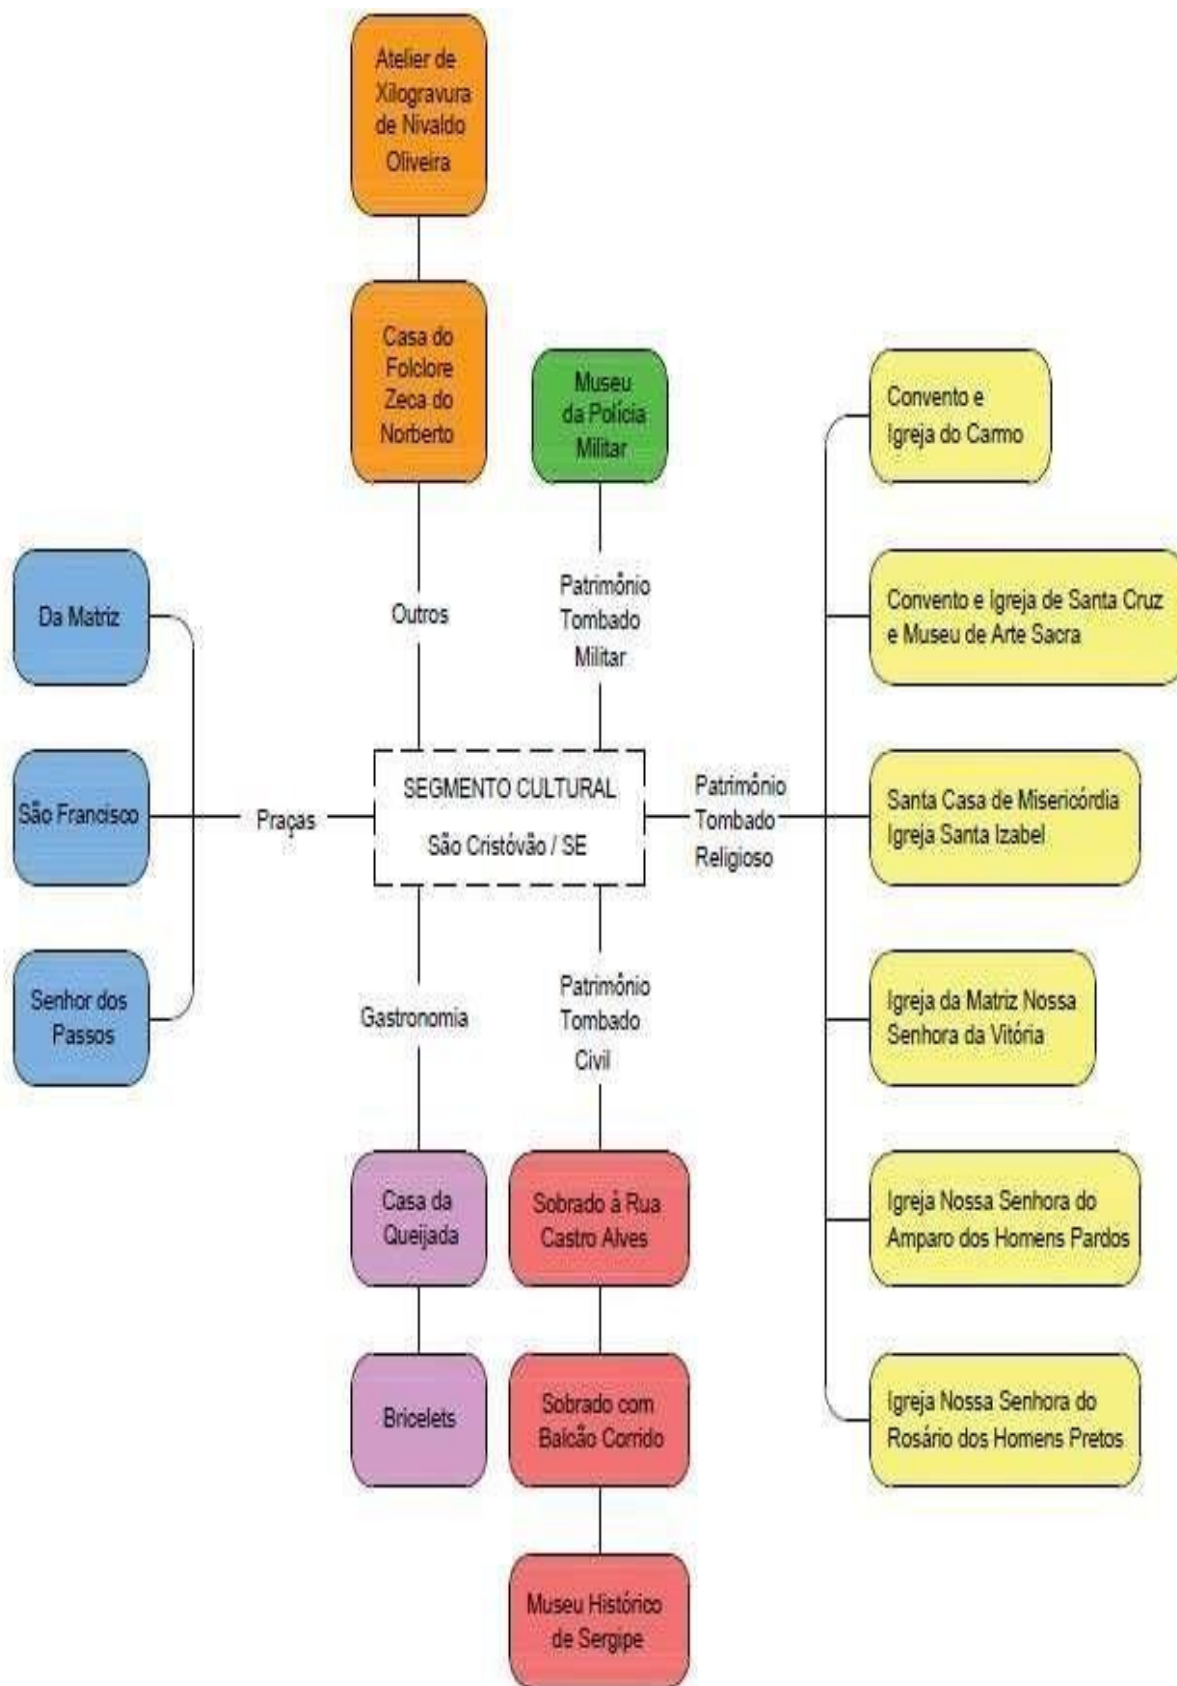 Atelier de
Xilogravura
de Nivaldo
Oliveira
Casa do
Folclore
Zeca do
Norberto
Museu
da Polícia
Militar
Convento e
Igreja do Carmo
Da Matriz
Outros
Patrimônio
Tombado
Militar
Convento e Igreja de Santa Cruz
e Museu de Arte Sacra
São Francisco
Praças
SEGMENTO CULTURAL
São Cristóvão / SE
Patrimônio
Tombado
Religioso
Santa Casa de Misericórdia
Igreja Santa Izabel
Senhor dos
Passos
Gastronomia
Patrimônio
Tombado
Civil
Igreja da Matriz Nossa
Senhora da Vitória
Casa da
Queijada
Sobrado à Rua
Castro Alves
Igreja Nossa Senhora do
Amparo dos Homens Pardos
Bricelets
Sobrado com
Balcão Corrido
Igreja Nossa Senhora do
Rosário dos Homens Pretos
Museu Histórico
de Sergipe